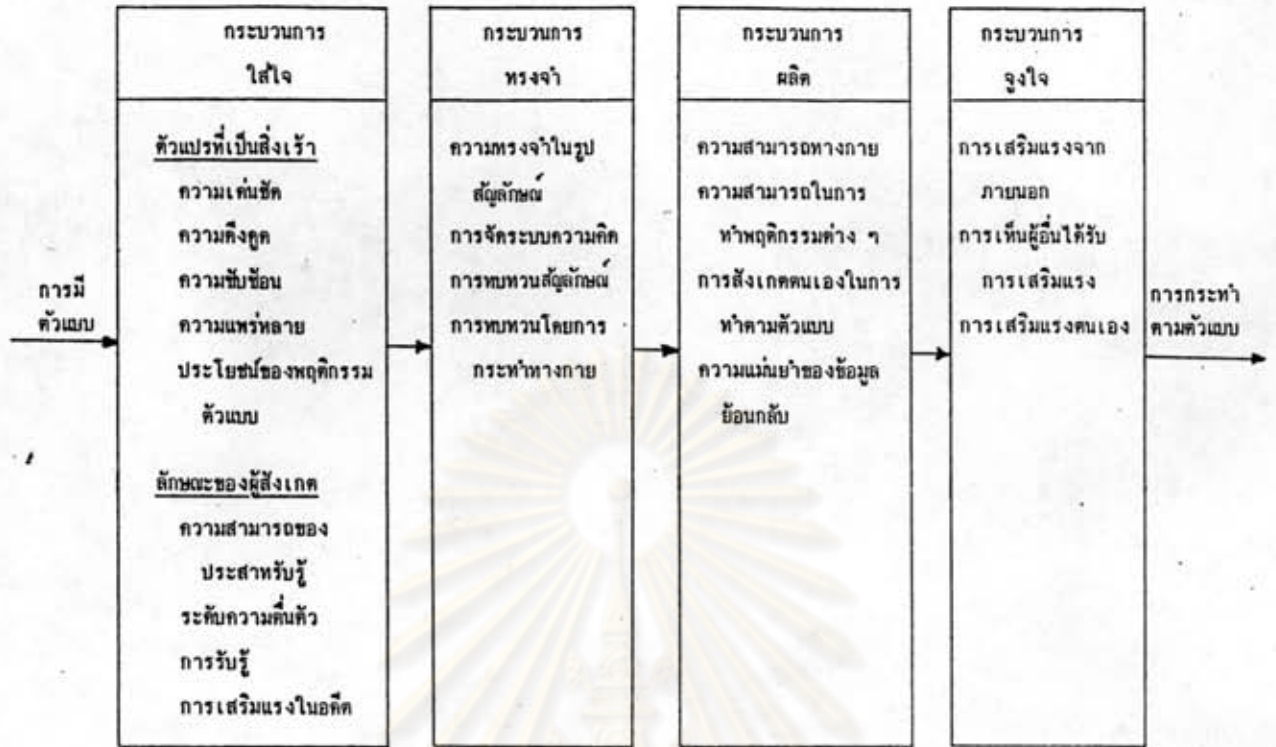 กระบวนการ
ใส่ใจ
ตัวแปรที่เป็นสิ่งเร้า
ความเด่นชัด
ความดึงดูด
ความซับซ้อน
ความแพร่หลาย
ประโยชน์ของพฤติกรรม
ตัวแบบ
ลักษณะของผู้สังเกต
ความสามารถของ
ประสาทรับรู้
ระดับความตื่นตัว
การรับรู้
การเสริมแรงในอดีต
กระบวนการ
ทรงจำ
ความทรงจำในรูป
สัญลักษณ์
การจัดระบบความคิด
การทบทวนสัญลักษณ์
การทบทวนโดยการ
กระทำทางกาย
กระบวนการ
ผลิต
ความสามารถทางกาย
ความสามารถในการ
ทำพฤติกรรมต่าง ๆ
การสังเกตตนเองในการ
ทำตามตัวแบบ
ความแม่นยำของข้อมูล
ย้อนกลับ
กระบวนการ
จูงใจ
การเสริมแรงจาก
ภายนอก
การเห็นผู้อื่นได้รับ
การเสริมแรง
การเสริมแรงตนเอง
การมี
ตัวแบบ
การกระทำ
ตามตัวแบบ